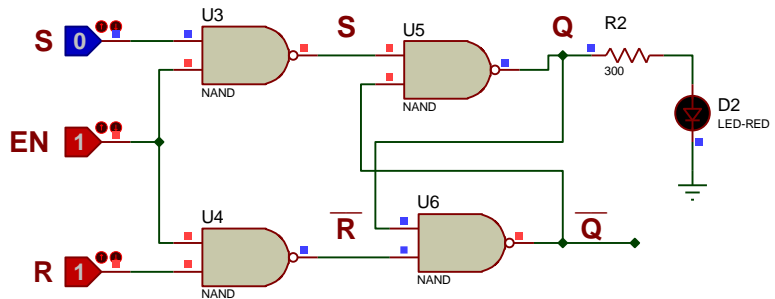 U3
S
U5
Q
R2
S
0
NAND
NAND
300
D2
LED-RED
EN
1
U4
R̅
U6
Q̅
R
1
NAND
NAND